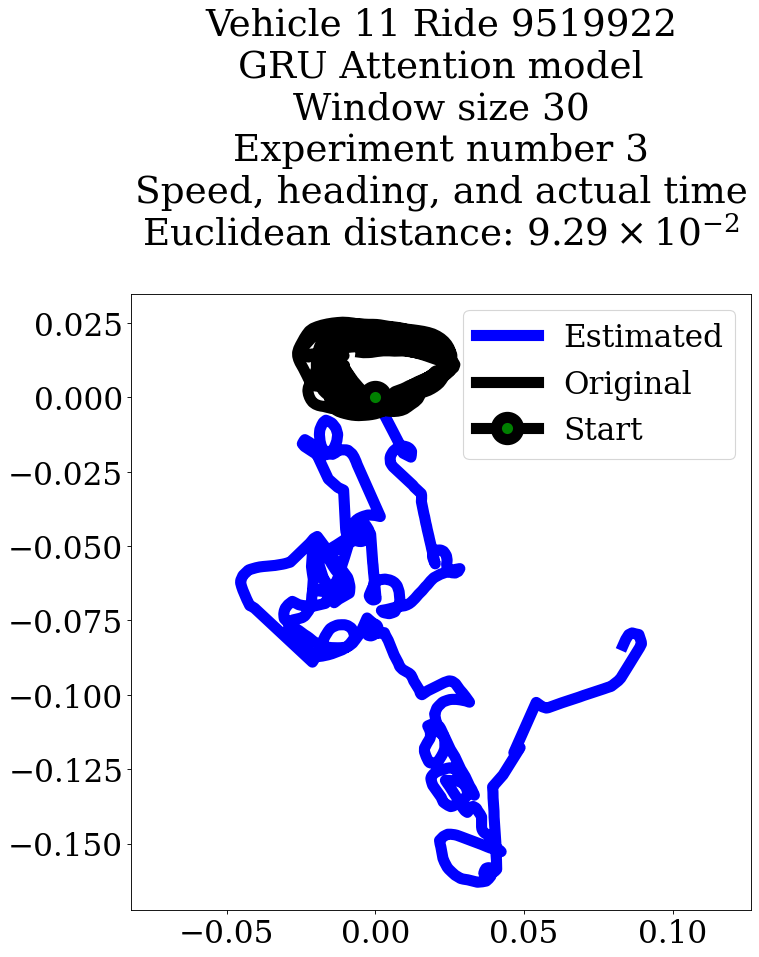 Vehicle 11 Ride 9519922
GRU Attention model
Window size 30
Experiment number 3
Speed, heading, and actual time
Euclidean distance: 9.29 × 10⁻²
Estimated
Original
Start
0.025
0.000
−0.025
−0.050
−0.075
−0.100
−0.125
−0.150
−0.05
0.00
0.05
0.10